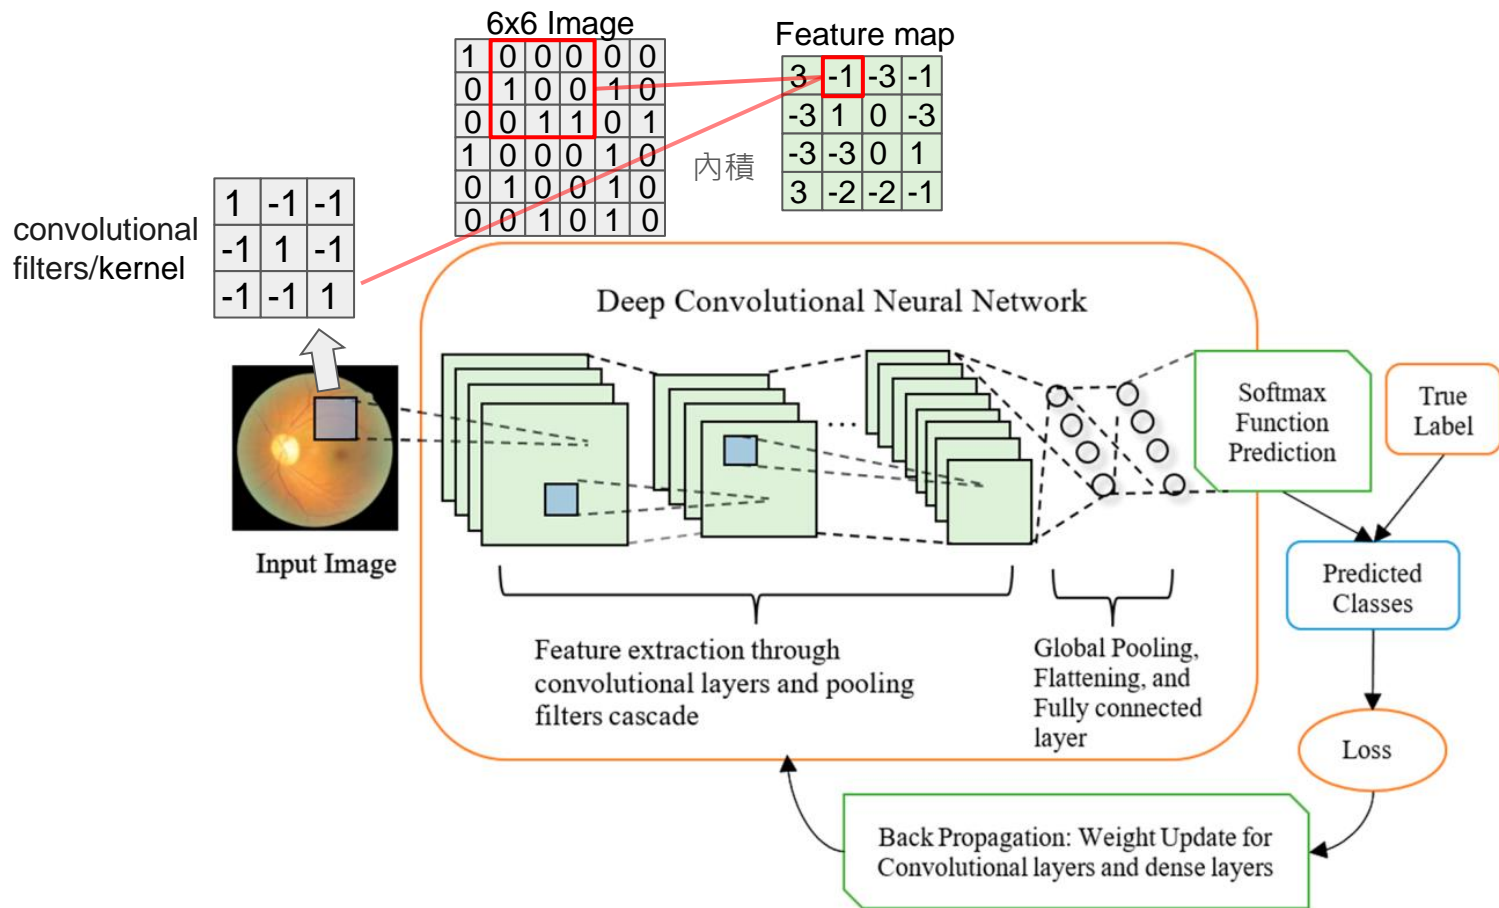 6x6 Image
1 0 0 0 0 0
0 1 0 0 1 0
0 0 1 1 0 1
1 0 0 0 1 0
0 1 0 0 1 0
0 0 1 0 1 0
Feature map
3 -1 -3 -1
-3 1 0 -3
-3 -3 0 1
3 -2 -2 -1
內積
convolutional
filters/kernel
1 -1 -1
-1 1 -1
-1 -1 1
Deep Convolutional Neural Network
Input Image
...
Feature extraction through
convolutional layers and pooling
filters cascade
Global Pooling,
Flattening, and
Fully connected
layer
Softmax
Function
Prediction
True
Label
Predicted
Classes
Loss
Back Propagation: Weight Update for
Convolutional layers and dense layers